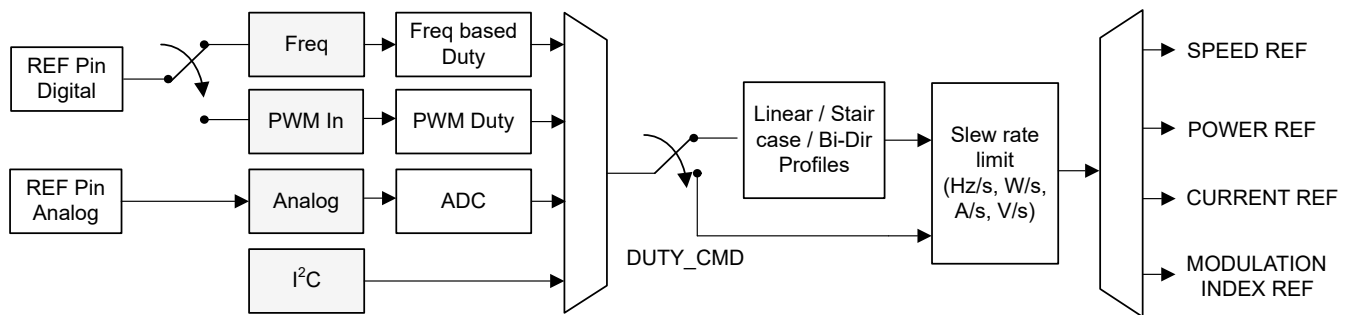 REF Pin
Digital
Freq
Freq based
Duty
PWM In
PWM Duty
REF Pin
Analog
Analog
ADC
I²C
DUTY_CMD
Linear / Stair
case / Bi-Dir
Profiles
Slew rate
limit
(Hz/s, W/s,
A/s, V/s)
SPEED REF
POWER REF
CURRENT REF
MODULATION
INDEX REF